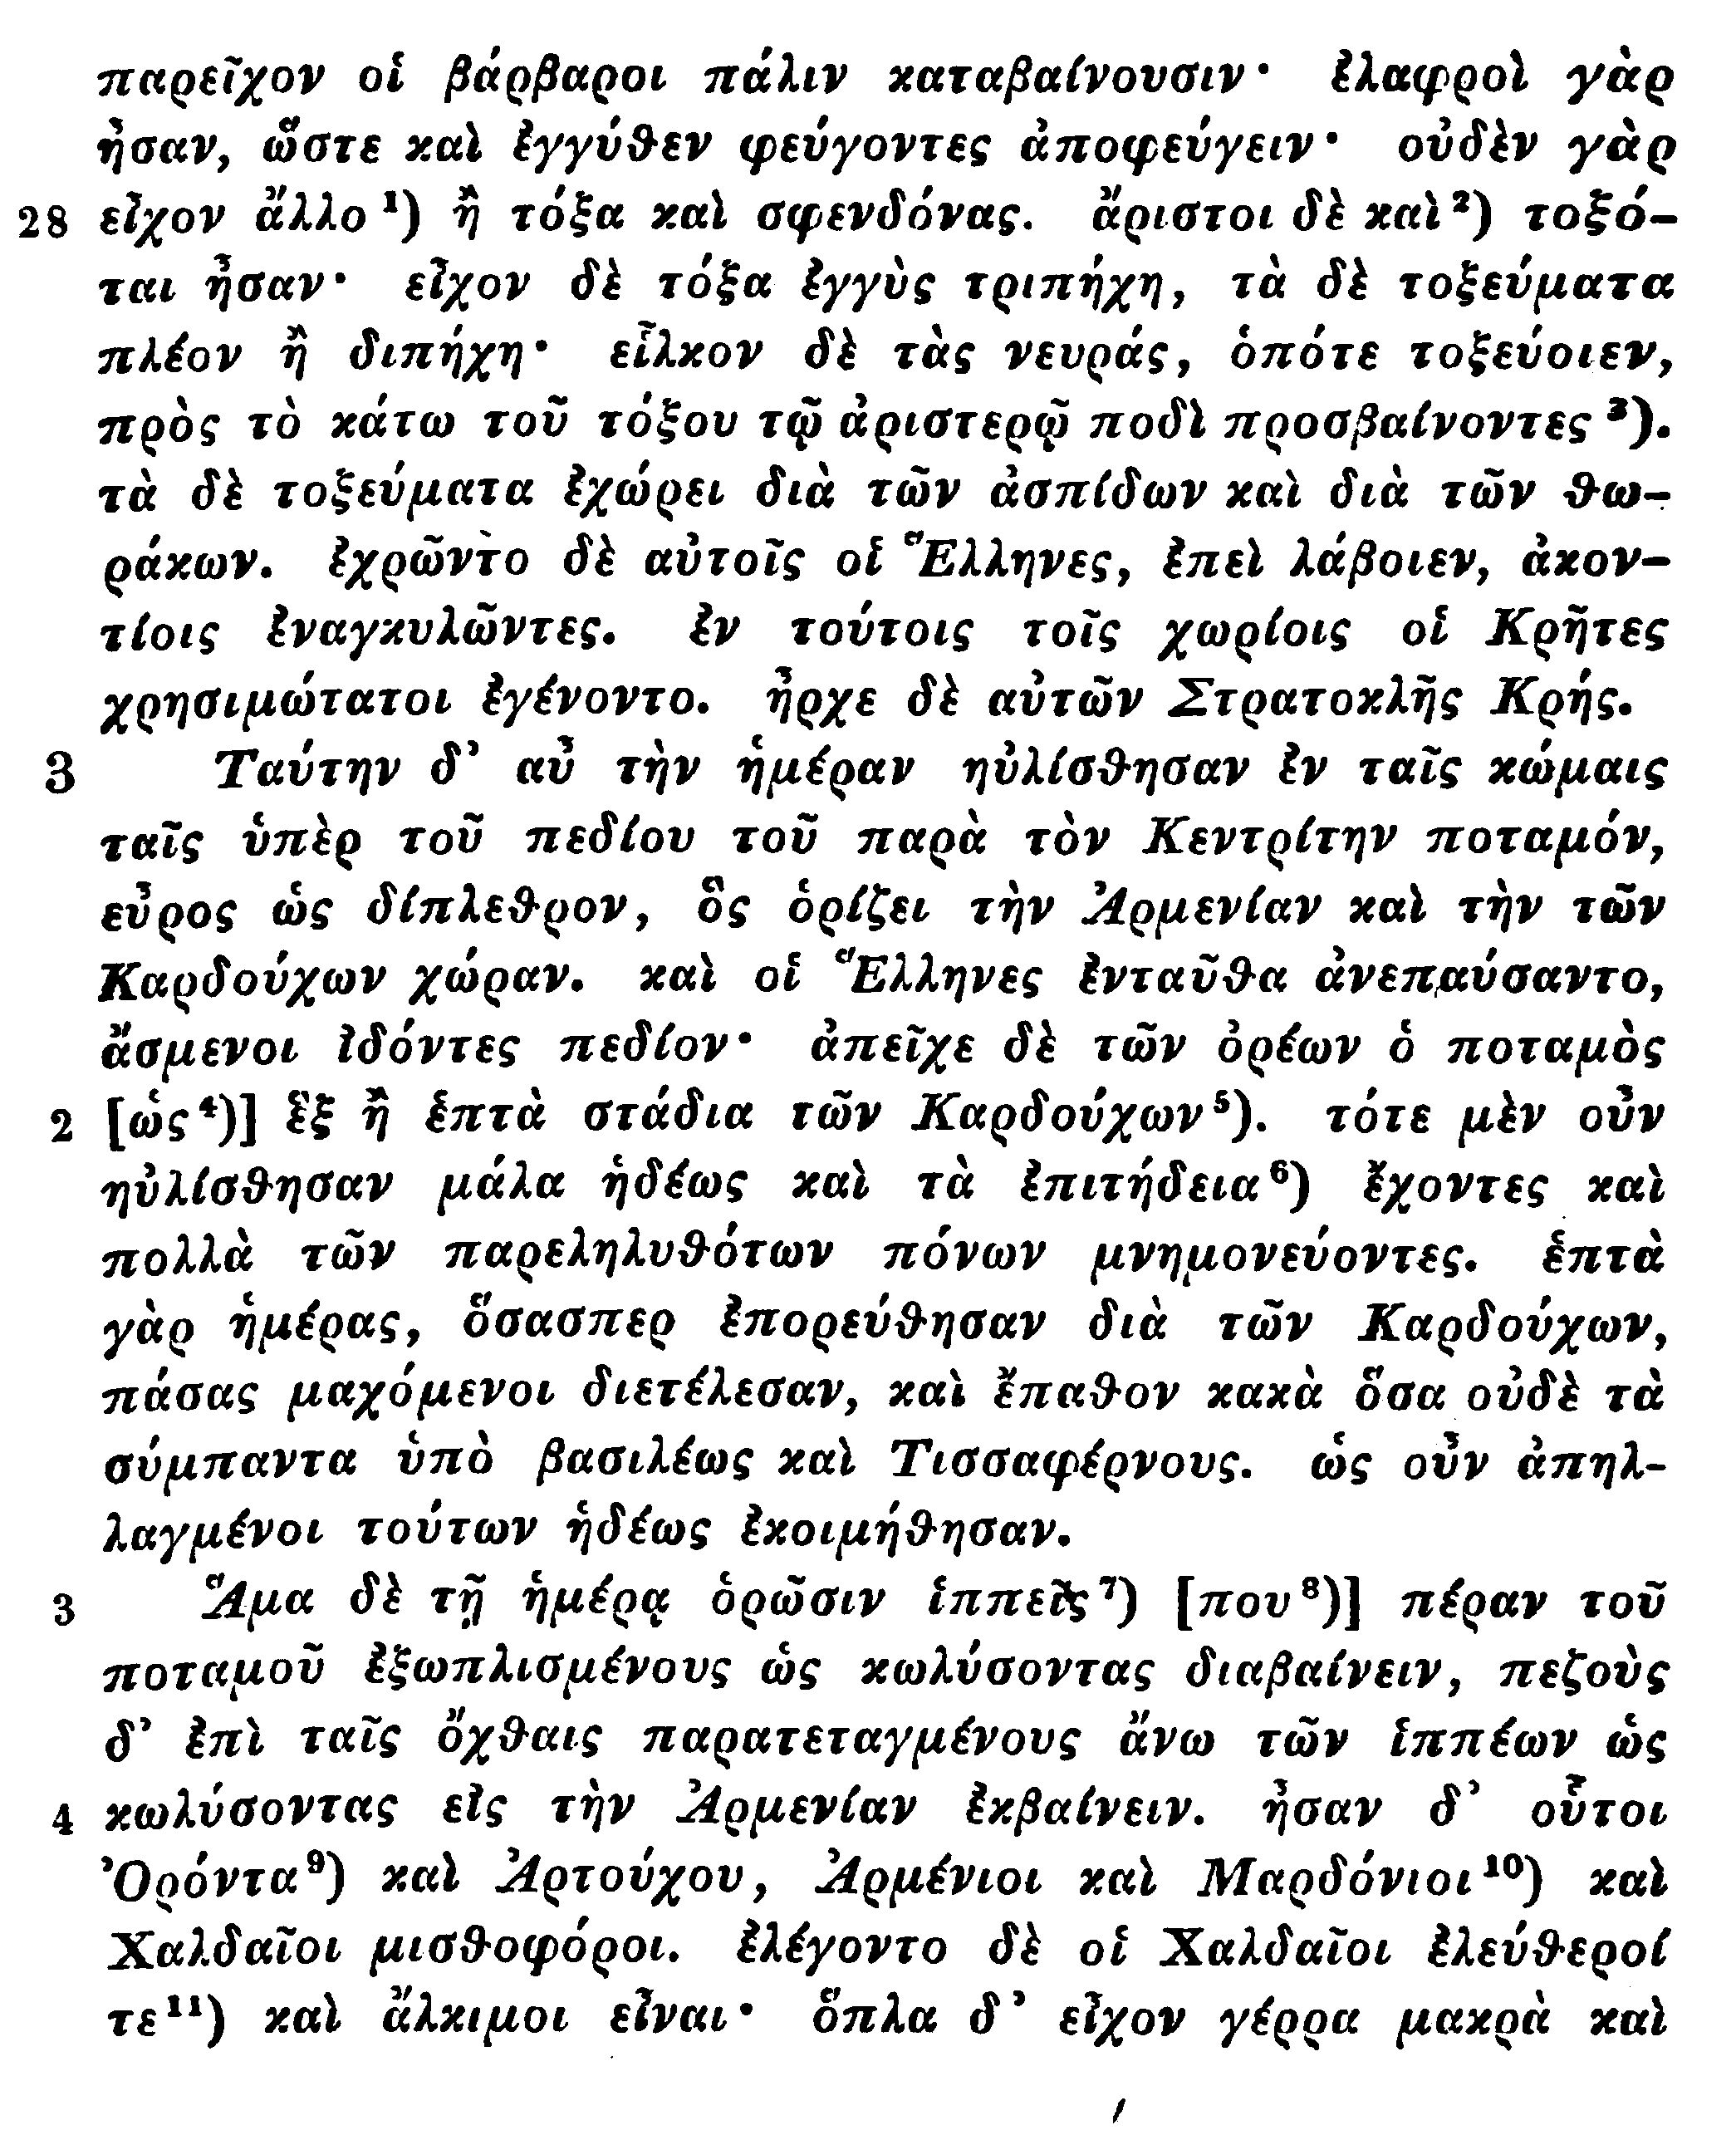 παρεῖχον οἱ βάρβαροι πάλιν καταβαίνουσιν· ἐλαφροὶ γὰρ
ἦσαν, ὥστε καὶ ἐγγύθεν φεύγοντες ἀποφεύγειν· οὐδὲν γὰρ
28 εἶχον ἄλλο ¹) ἢ τόξα καὶ σφενδόνας. ἄριστοι δὲ καὶ ²) τοξό-
ται ἦσαν· εἶχον δὲ τόξα ἐγγὺς τριπήχη, τὰ δὲ τοξεύματα
πλέον ἢ διπήχη· εἷλκον δὲ τὰς νευράς, ὁπότε τοξεύοιεν,
πρὸς τὸ κάτω τοῦ τόξου τῷ ἀριστερῷ ποδὶ προσβαίνοντες ³).
τὰ δὲ τοξεύματα ἐχώρει διὰ τῶν ἀσπίδων καὶ διὰ τῶν θω-
ράκων. ἐχρῶντο δὲ αὐτοῖς οἱ Ἕλληνες, ἐπεὶ λάβοιεν, ἀκον-
τίοις ἐναγκυλῶντες. ἐν τούτοις τοῖς χωρίοις οἱ Κρῆτες
χρησιμώτατοι ἐγένοντο. ἦρχε δὲ αὐτῶν Στρατοκλῆς Κρής.
3 Ταύτην δ’ αὖ τὴν ἡμέραν ηὐλίσθησαν ἐν ταῖς κώμαις
ταῖς ὑπὲρ τοῦ πεδίου τοῦ παρὰ τὸν Κεντρίτην ποταμόν,
εὖρος ὡς δίπλεθρον, ὃς ὁρίζει τὴν Ἀρμενίαν καὶ τὴν τῶν
Καρδούχων χώραν. καὶ οἱ Ἕλληνες ἐνταῦθα ἀνεπαύσαντο,
ἄσμενοι ἰδόντες πεδίον· ἀπεῖχε δὲ τῶν ὀρέων ὁ ποταμὸς
2 [ὡς ⁴)] ἓξ ἢ ἑπτὰ στάδια τῶν Καρδούχων ⁵). τότε μὲν οὖν
ηὐλίσθησαν μάλα ἡδέως καὶ τὰ ἐπιτήδεια ⁶) ἔχοντες καὶ
πολλὰ τῶν παρεληλυθότων πόνων μνημονεύοντες. ἑπτὰ
γὰρ ἡμέρας, ὅσασπερ ἐπορεύθησαν διὰ τῶν Καρδούχων,
πάσας μαχόμενοι διετέλεσαν, καὶ ἔπαθον κακὰ ὅσα οὐδὲ τὰ
σύμπαντα ὑπὸ βασιλέως καὶ Τισσαφέρνους. ὡς οὖν ἀπηλ-
λαγμένοι τούτων ἡδέως ἐκοιμήθησαν.
3 Ἅμα δὲ τῇ ἡμέρᾳ ὁρῶσιν ἱππεῖς ⁷) [που ⁸)] πέραν τοῦ
ποταμοῦ ἐξωπλισμένους ὡς κωλύσοντας διαβαίνειν, πεζοὺς
δ’ ἐπὶ ταῖς ὄχθαις παρατεταγμένους ἄνω τῶν ἱππέων ὡς
4 κωλύσοντας εἰς τὴν Ἀρμενίαν ἐκβαίνειν. ἦσαν δ’ οὗτοι
Ὀρόντα ⁹) καὶ Ἀρτούχου, Ἀρμένιοι καὶ Μαρδόνιοι ¹⁰) καὶ
Χαλδαῖοι μισθοφόροι. ἐλέγοντο δὲ οἱ Χαλδαῖοι ἐλεύθεροί
τε ¹¹) καὶ ἄλκιμοι εἶναι· ὅπλα δ’ εἶχον γέρρα μακρὰ καὶ